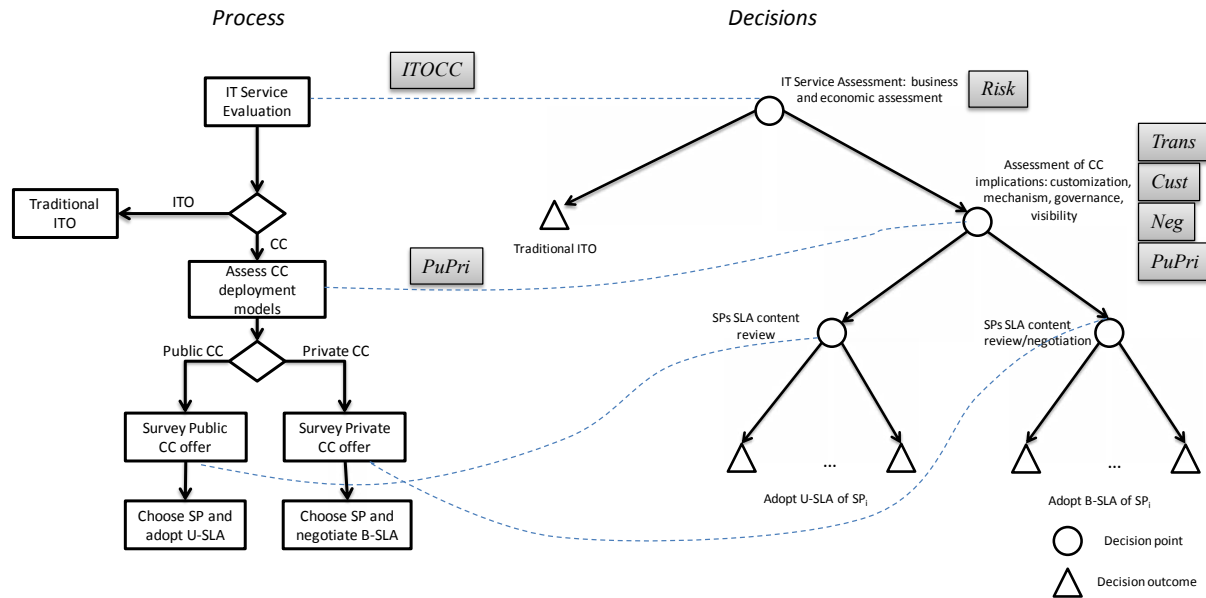 Process
Decisions
ITOCC
IT Service
Evaluation
IT Service Assessment: business
and economic assessment
Risk
Trans
Cust
Neg
PuPri
Assessment of CC
implications: customization,
mechanism, governance,
visibility
Traditional
ITO
ITO
CC
Traditional ITO
PuPri
Assess CC
deployment
models
Public CC
Private CC
SPs SLA content
review
SPs SLA content
review/negotiation
Survey Public
CC offer
Survey Private
CC offer
...
...
Choose SP and
adopt U-SLA
Choose SP and
negotiate B-SLA
Adopt U-SLA of SPi
Adopt B-SLA of SPi
Decision point
Decision outcome